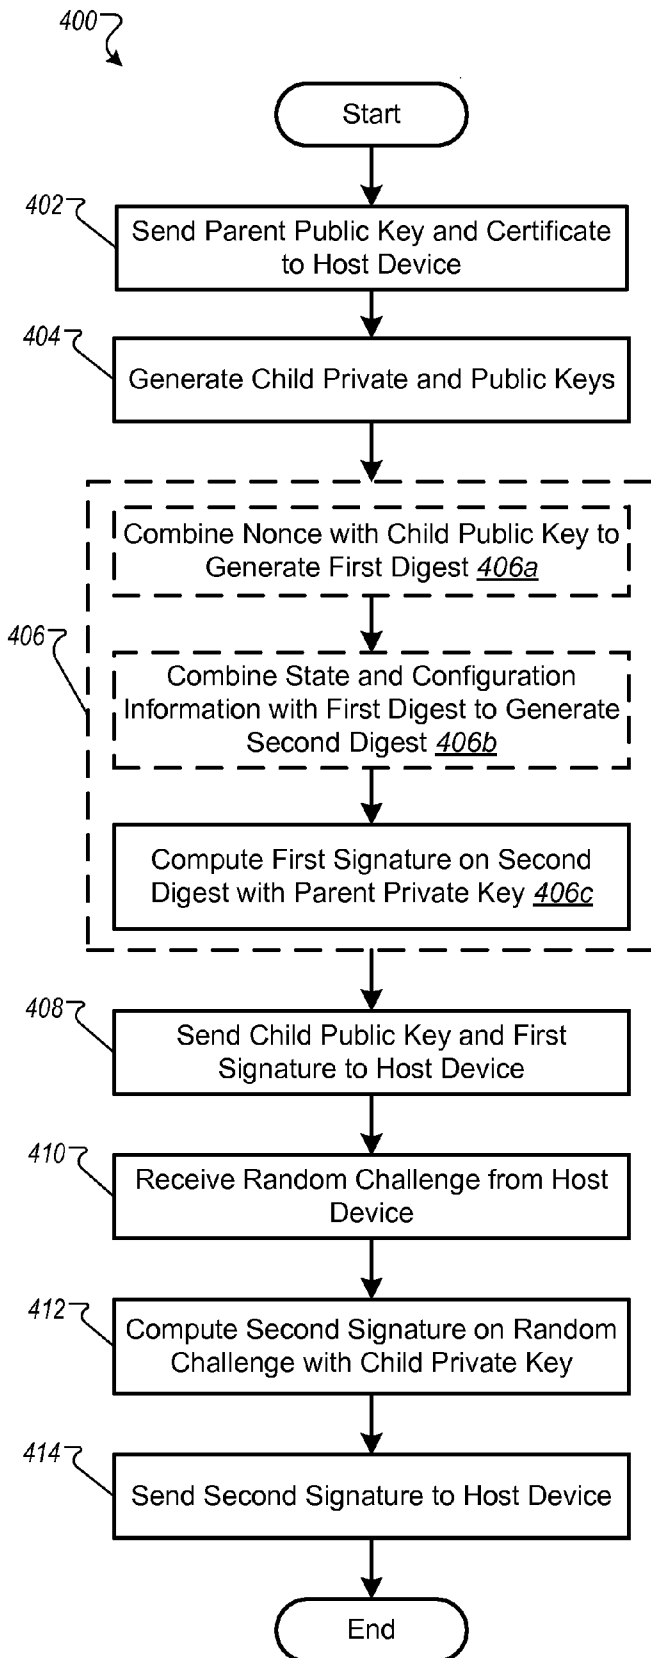 400
Start
402
Send Parent Public Key and Certificate
to Host Device
404
Generate Child Private and Public Keys
406
Combine Nonce with Child Public Key to
Generate First Digest 406a
Combine State and Configuration
Information with First Digest to Generate
Second Digest 406b
Compute First Signature on Second
Digest with Parent Private Key 406c
408
Send Child Public Key and First
Signature to Host Device
410
Receive Random Challenge from Host
Device
412
Compute Second Signature on Random
Challenge with Child Private Key
414
Send Second Signature to Host Device
End